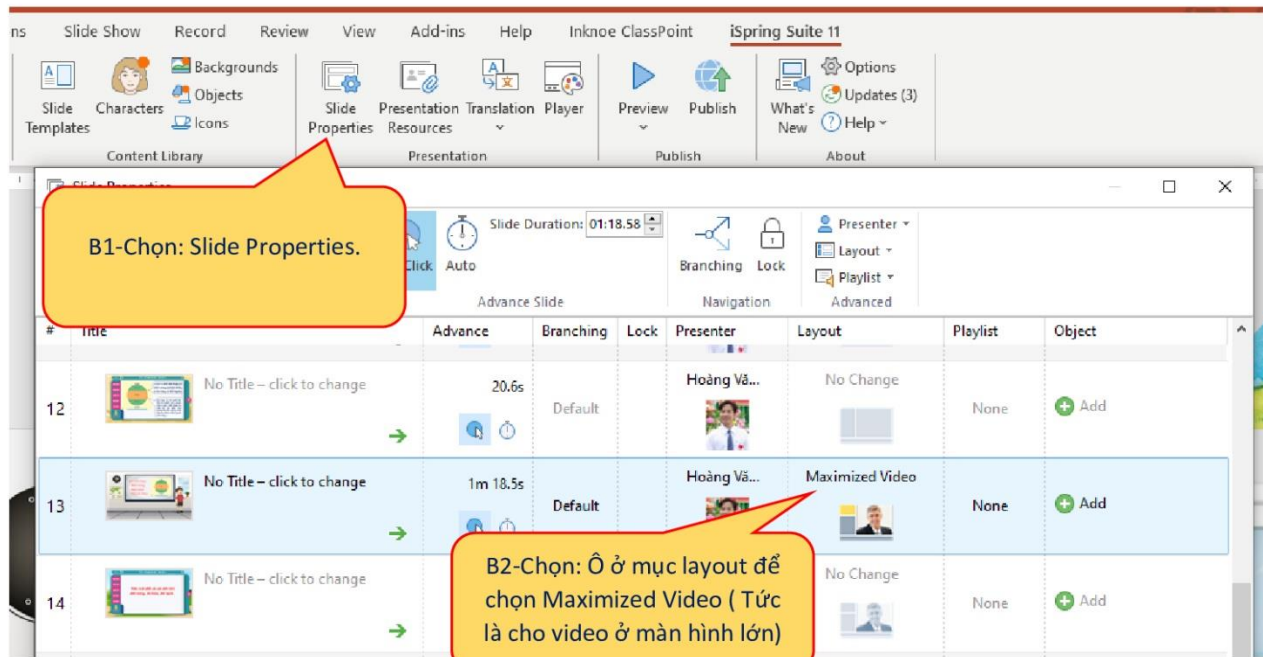 ns Slide Show Record Review View Add-ins Help Inknoe ClassPoint iSpring Suite 11
Slide Templates
Characters
Backgrounds
Objects
Icons
Content Library
Slide Properties
Presentation Resources
Translation
Player
Presentation
Preview
Publish
Publish
What's New
Options
Updates (3)
Help
About
B1-Chọn: Slide Properties.
Click
Auto
Slide Duration: 01:18.58
Advance Slide
Branching
Lock
Navigation
Presenter
Layout
Playlist
Advanced
# Title Advance Branching Lock Presenter Layout Playlist Object
12 No Title – click to change 20.6s Default Hoàng Vă... No Change None Add
13 No Title – click to change 1m 18.5s Default Hoàng Vă... Maximized Video None Add
14 No Title – click to change No Change None Add
B2-Chọn: Ô ở mục layout để
chọn Maximized Video ( Tức
là cho video ở màn hình lớn)